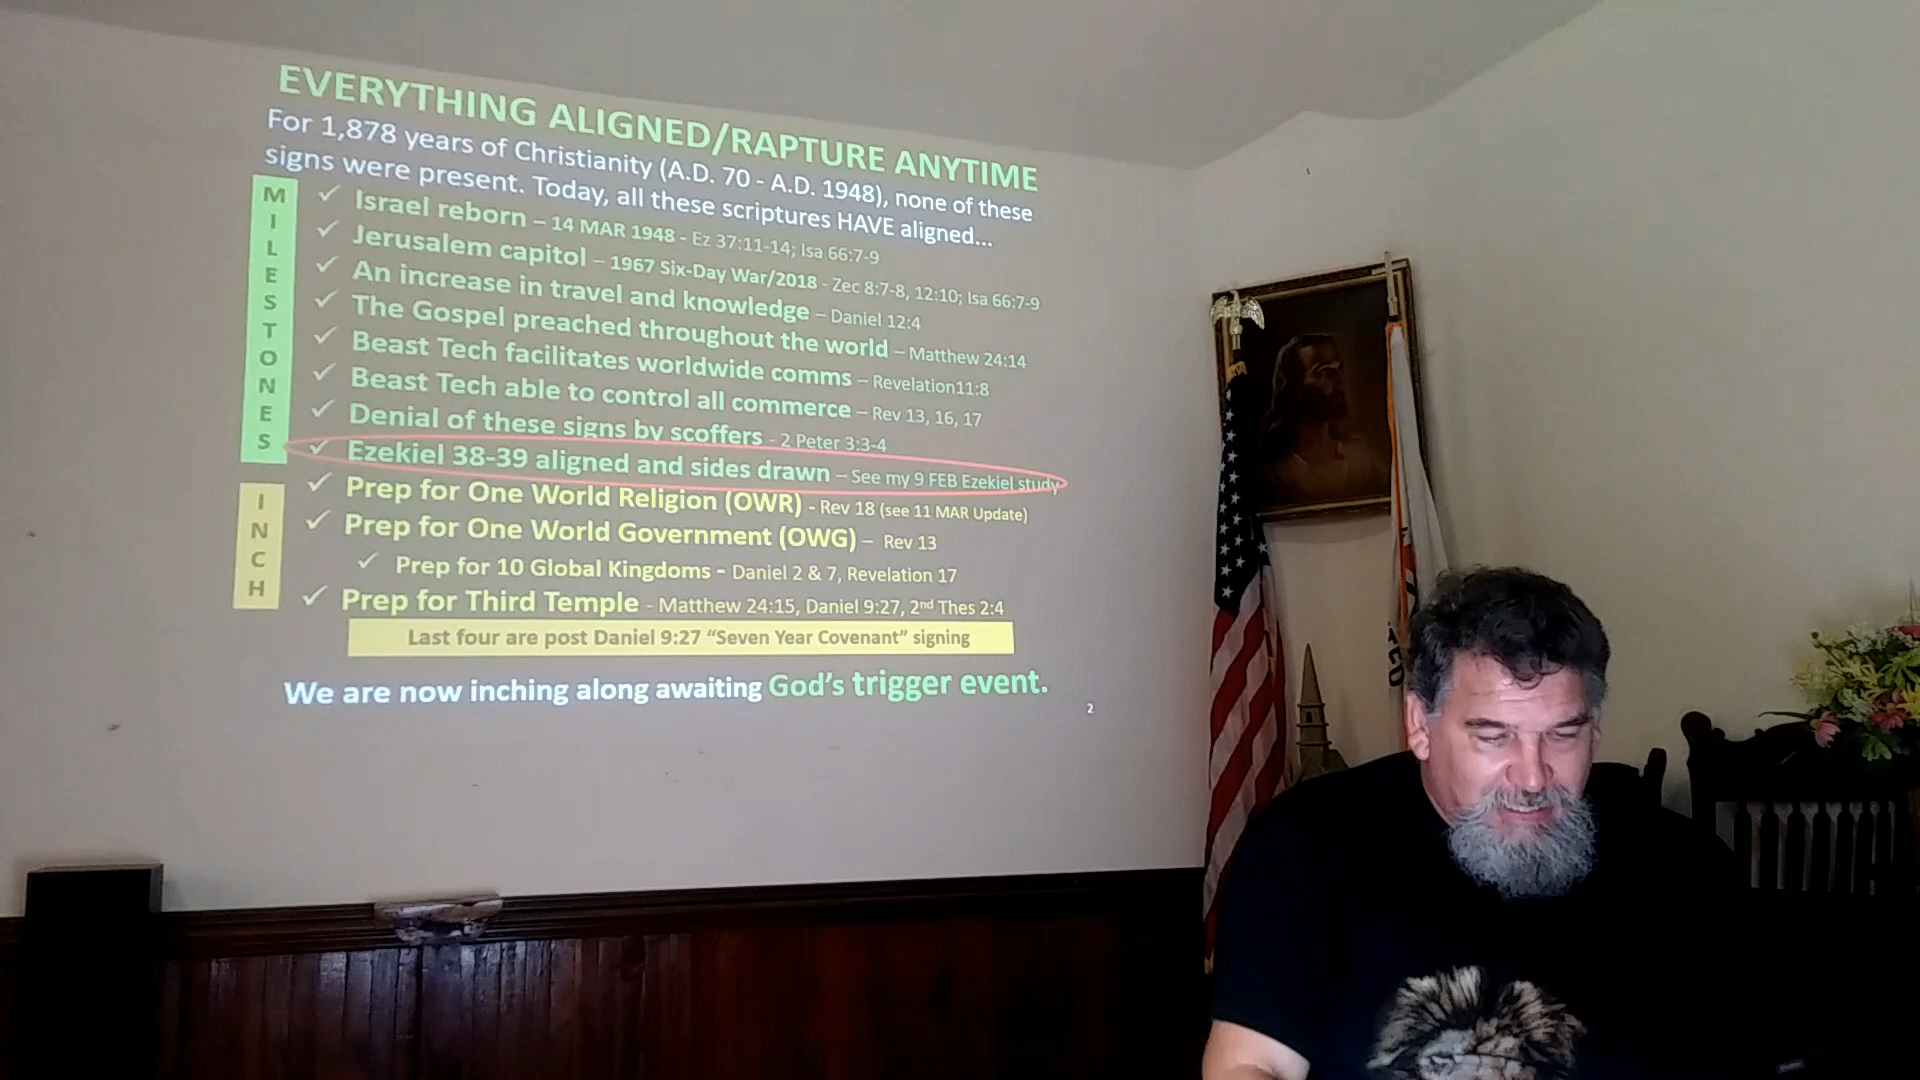 EVERYTHING ALIGNED/RAPTURE ANYTIME
For 1,878 years of Christianity (A.D. 70 - A.D. 1948), none of these
signs were present. Today, all these scriptures HAVE aligned...
MILESTONES
✓ Israel reborn – 14 MAR 1948 - Ez 37:11-14; Isa 66:7-9
✓ Jerusalem capitol – 1967 Six-Day War/2018 - Zec 8:7-8, 12:10; Isa 66:7-9
✓ An increase in travel and knowledge – Daniel 12:4
✓ The Gospel preached throughout the world – Matthew 24:14
✓ Beast Tech facilitates worldwide comms – Revelation11:8
✓ Beast Tech able to control all commerce – Rev 13, 16, 17
✓ Denial of these signs by scoffers - 2 Peter 3:3-4
✓ Ezekiel 38-39 aligned and sides drawn – See my 9 FEB Ezekiel study
INCH
✓ Prep for One World Religion (OWR) - Rev 18 (see 11 MAR Update)
✓ Prep for One World Government (OWG) – Rev 13
✓ Prep for 10 Global Kingdoms - Daniel 2 & 7, Revelation 17
✓ Prep for Third Temple - Matthew 24:15, Daniel 9:27, 2nd Thes 2:4
Last four are post Daniel 9:27 “Seven Year Covenant” signing
We are now inching along awaiting God's trigger event.
2